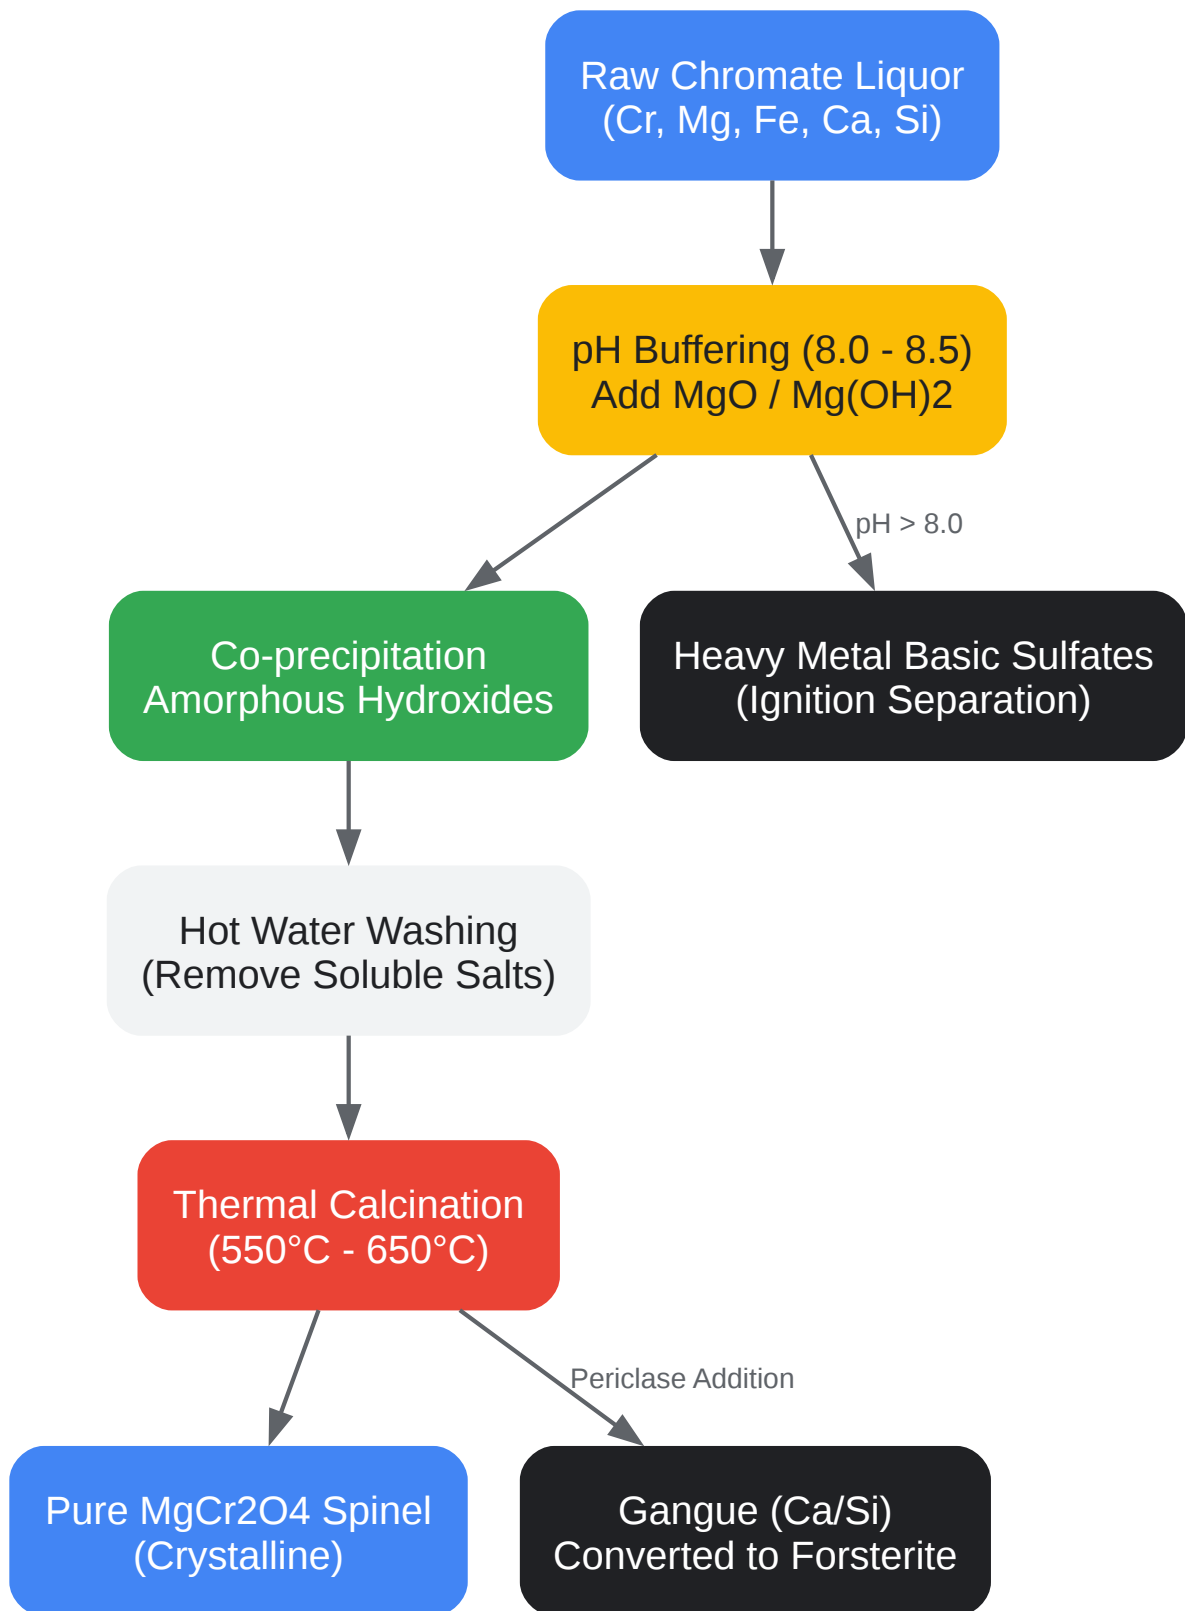 Raw Chromate Liquor
(Cr, Mg, Fe, Ca, Si)
pH Buffering (8.0 - 8.5)
Add MgO / Mg(OH)2
pH > 8.0
Co-precipitation
Amorphous Hydroxides
Heavy Metal Basic Sulfates
(Ignition Separation)
Hot Water Washing
(Remove Soluble Salts)
Thermal Calcination
(550°C - 650°C)
Periclase Addition
Pure MgCr2O4 Spinel
(Crystalline)
Gangue (Ca/Si)
Converted to Forsterite